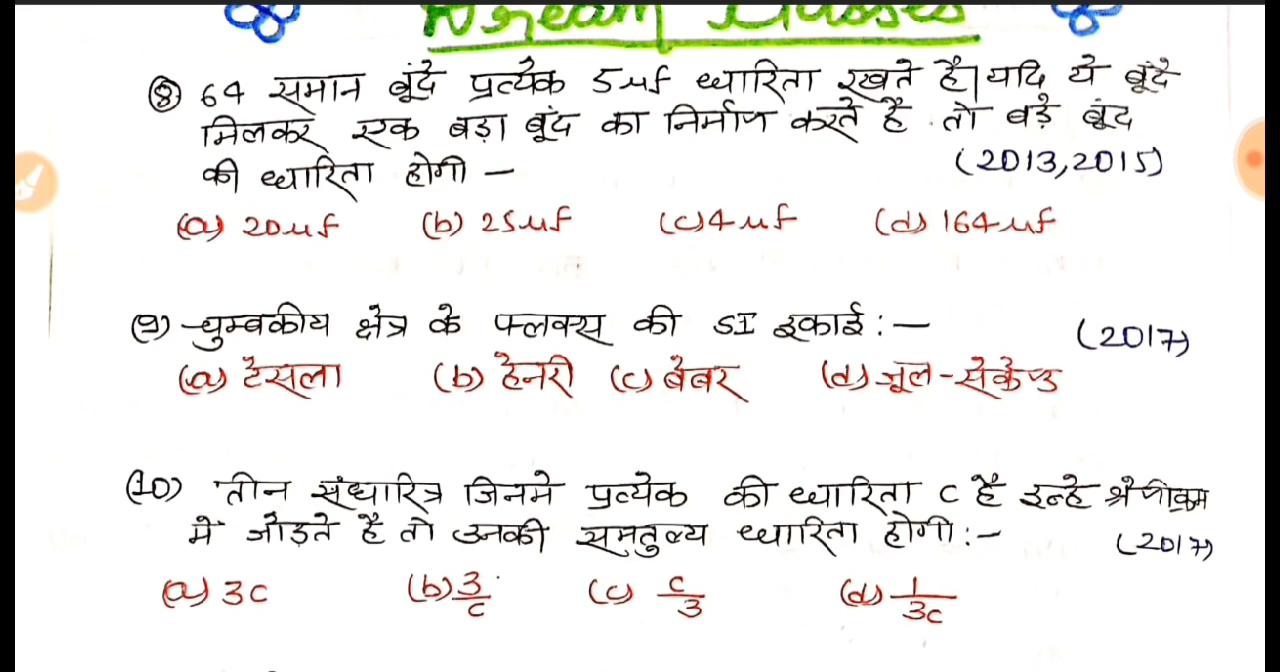 Dream Classes
(8) 64 समान बूंदे प्रत्येक 5μf ध्धारिता रखते है। यदि ये बूंदे
मिलकर एक बड़ा बूंद का निर्माण करते है तो बड़े बूंद
की ध्धारिता होगी - (2013,2015)
(a) 20μf (b) 25μf (c) 4μf (d) 164μf
(9) चुम्बकीय क्षेत्र के फ्लक्स की SI इकाई :- (2017)
(a) टेसला (b) हेनरी (c) बेबर (d) जूल-सेकेण्ड
(10) तीन संधारित्र जिनमे प्रत्येक की ध्धारिता C है इन्हे श्रेणीक्रम
में जोड़ते है तो उनकी समतुल्य ध्धारिता होगी :- (2017)
(a) 3C (b) 3/C (c) C/3 (d) 1/3C